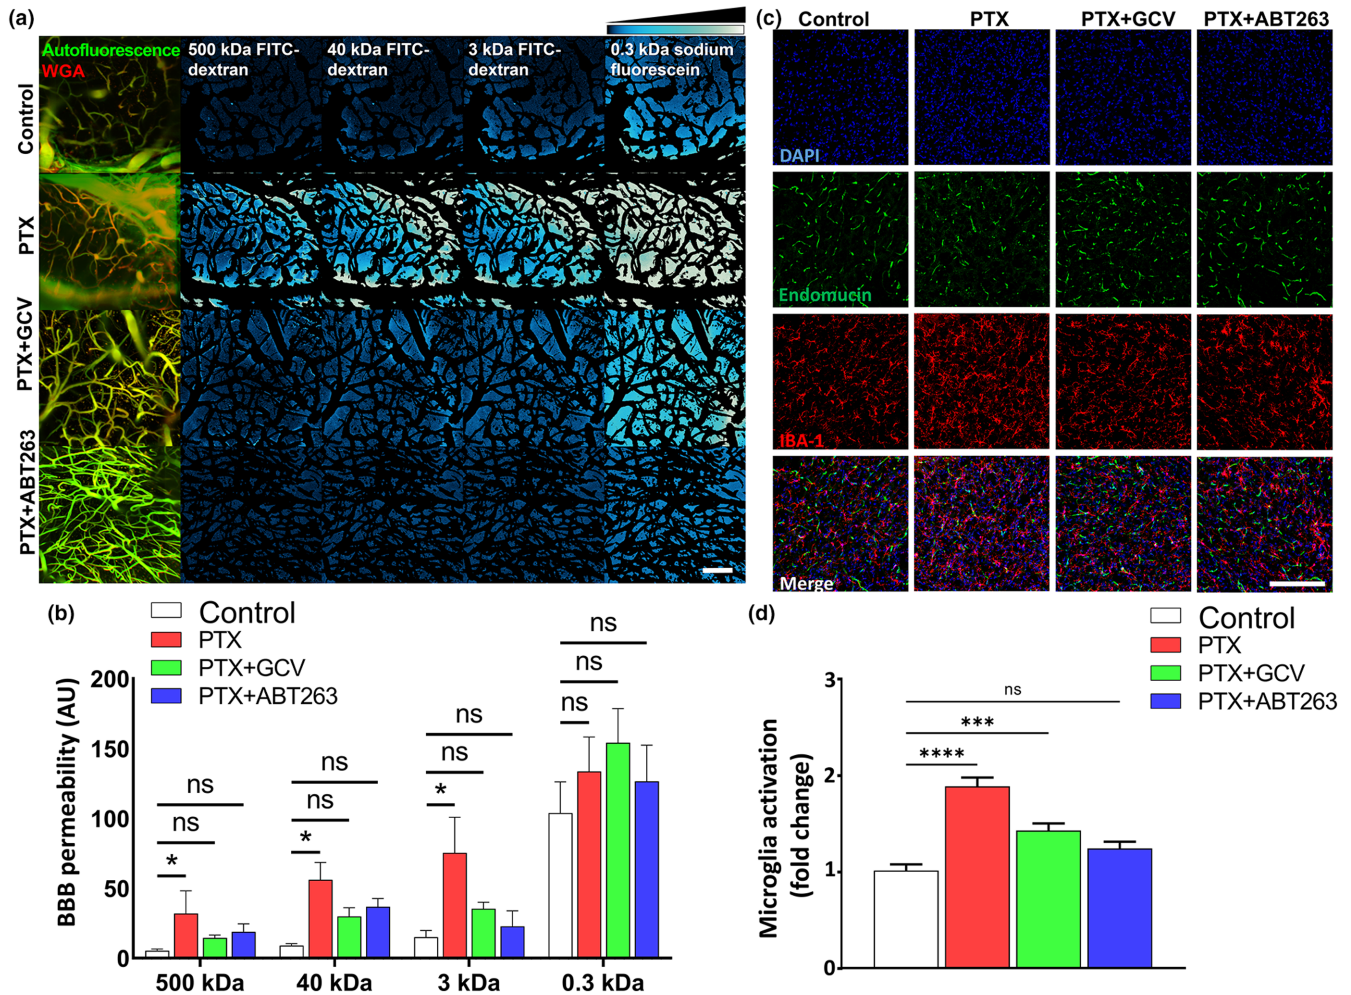 (a)
Autofluorescence
WGA
500 kDa FITC-
dextran
40 kDa FITC-
dextran
3 kDa FITC-
dextran
0.3 kDa sodium
fluorescein
Control
PTX
PTX+GCV
PTX+ABT263
(c)
Control
PTX
PTX+GCV
PTX+ABT263
DAPI
Endomucin
IBA-1
Merge
(b)
Control
PTX
PTX+GCV
PTX+ABT263
BBB permeability (AU)
200
150
100
50
0
ns
ns
*
ns
ns
*
ns
ns
*
ns
ns
ns
500 kDa
40 kDa
3 kDa
0.3 kDa
(d)
Control
PTX
PTX+GCV
PTX+ABT263
Microglia activation
(fold change)
3
2
1
0
ns
***
****